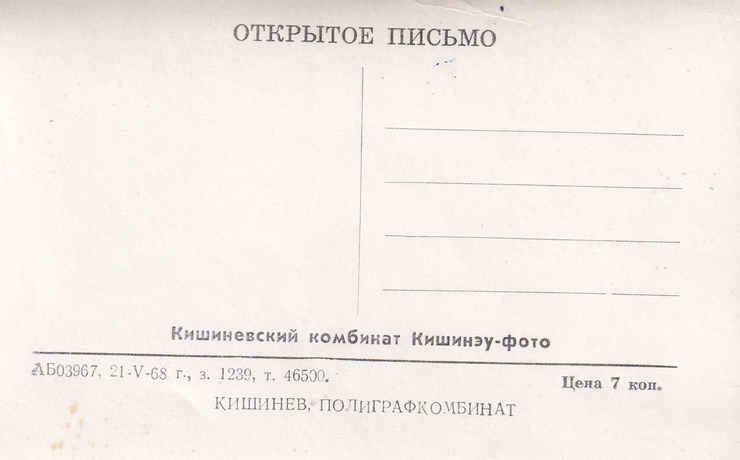 ОТКРЫТОЕ ПИСЬМО
Кишиневский комбинат Кишинэу-фото
АБ03967, 21-V-68 г., з. 1239, т. 46500.
Цена 7 коп.
КИШИНЕВ, ПОЛИГРАФКОМБИНАТ